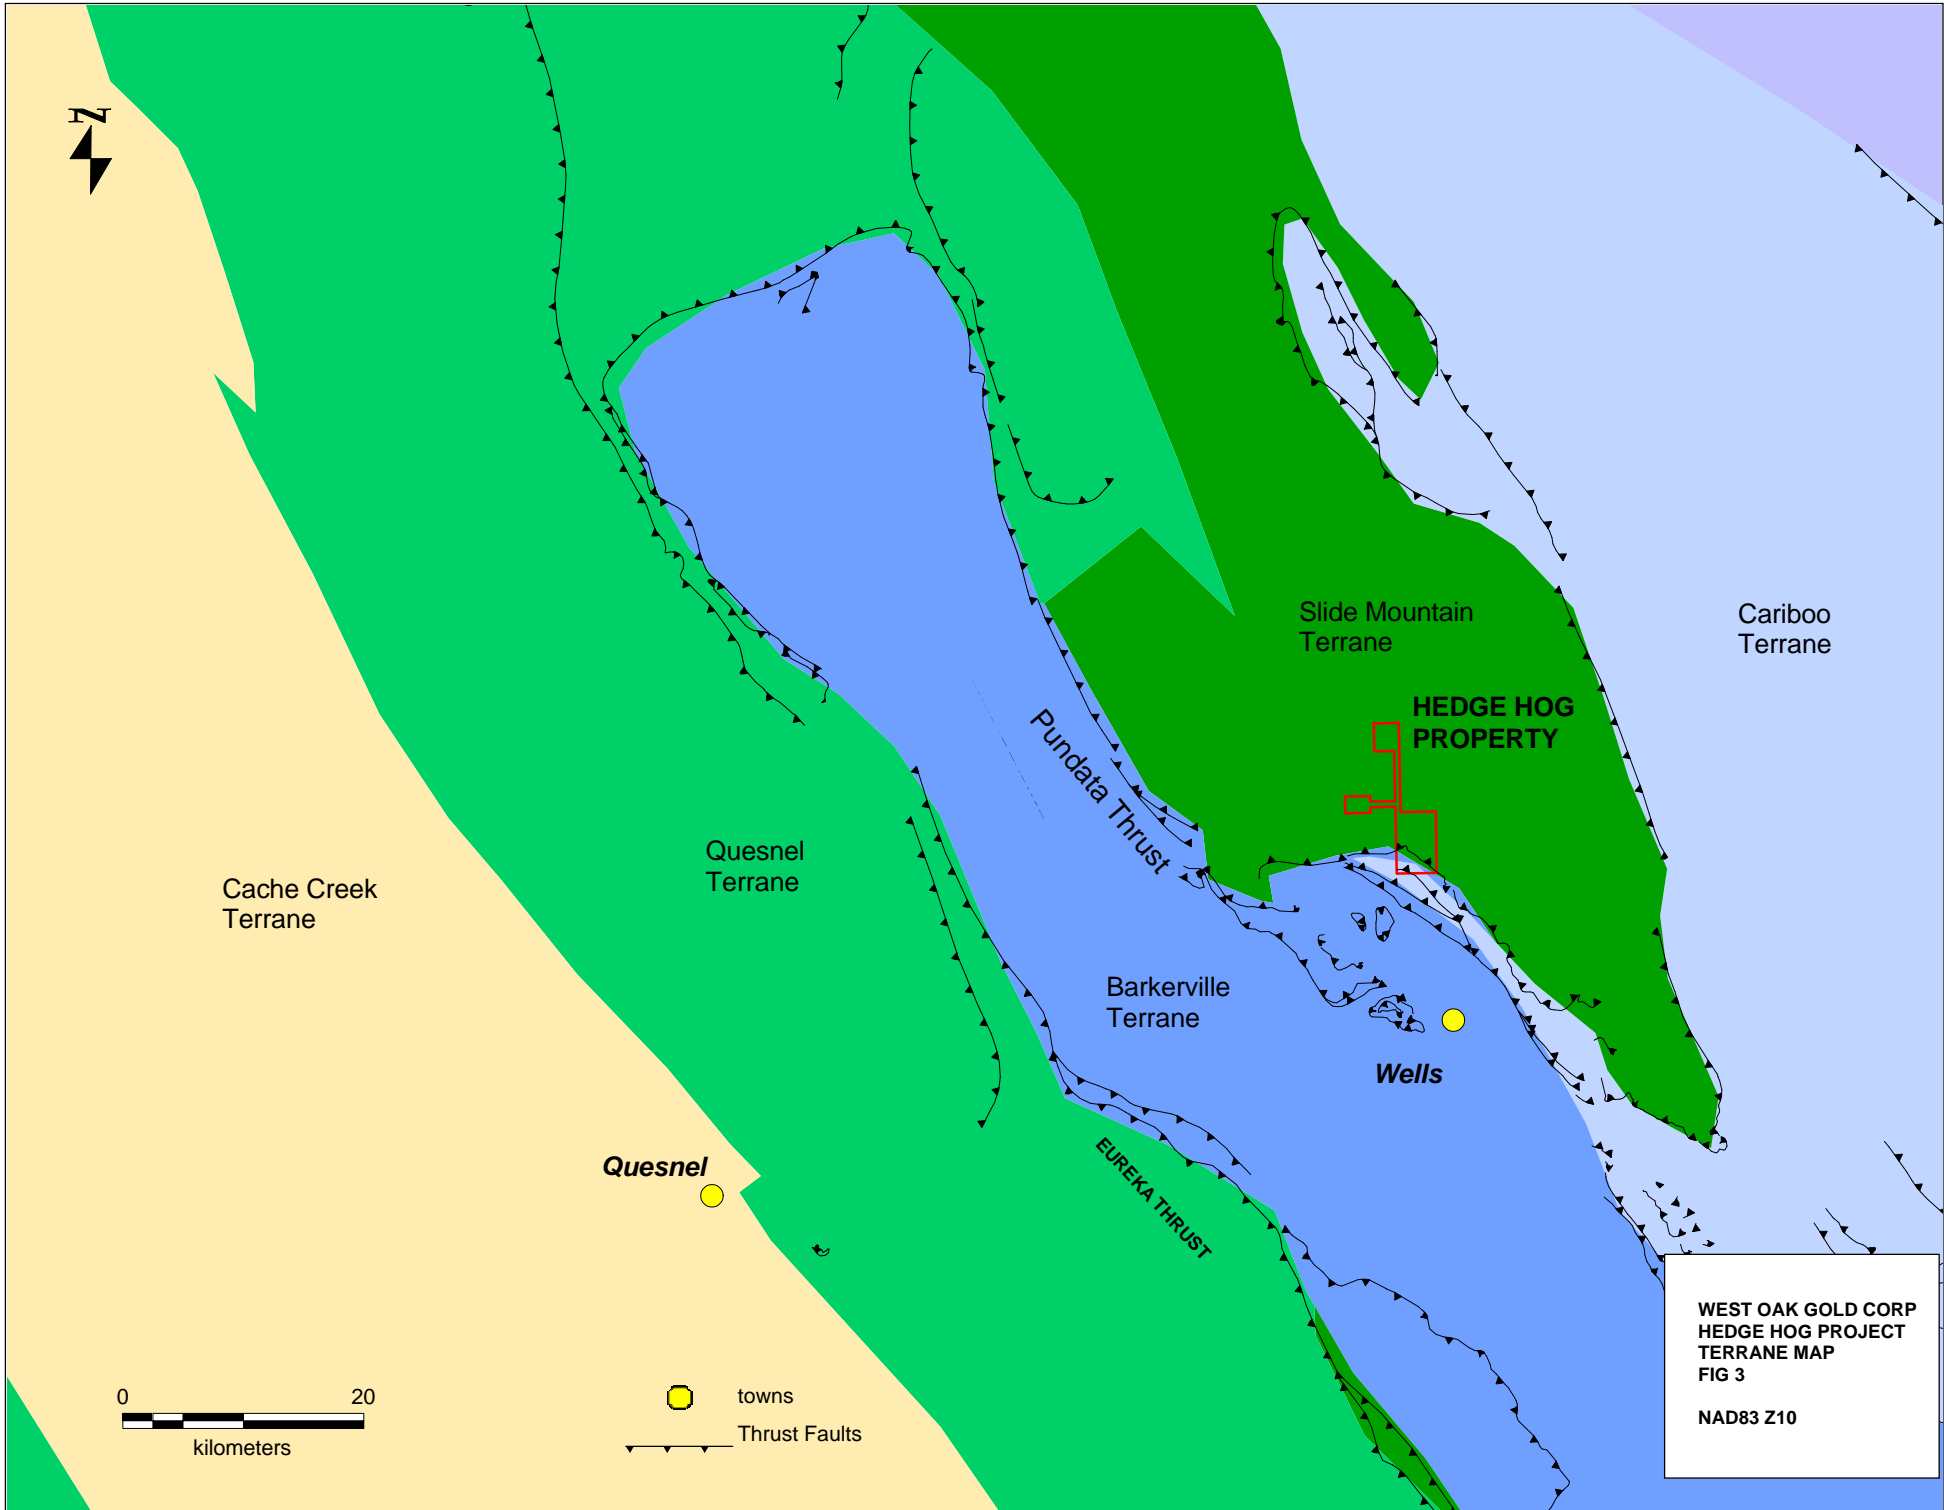 N
Slide Mountain
Terrane
Cariboo
Terrane
HEDGE HOG
PROPERTY
Pundata Thrust
Quesnel
Terrane
Cache Creek
Terrane
Barkerville
Terrane
Wells
Quesnel
EUREKA THRUST
0 20
kilometers
towns
Thrust Faults
WEST OAK GOLD CORP
HEDGE HOG PROJECT
TERRANE MAP
FIG 3
NAD83 Z10